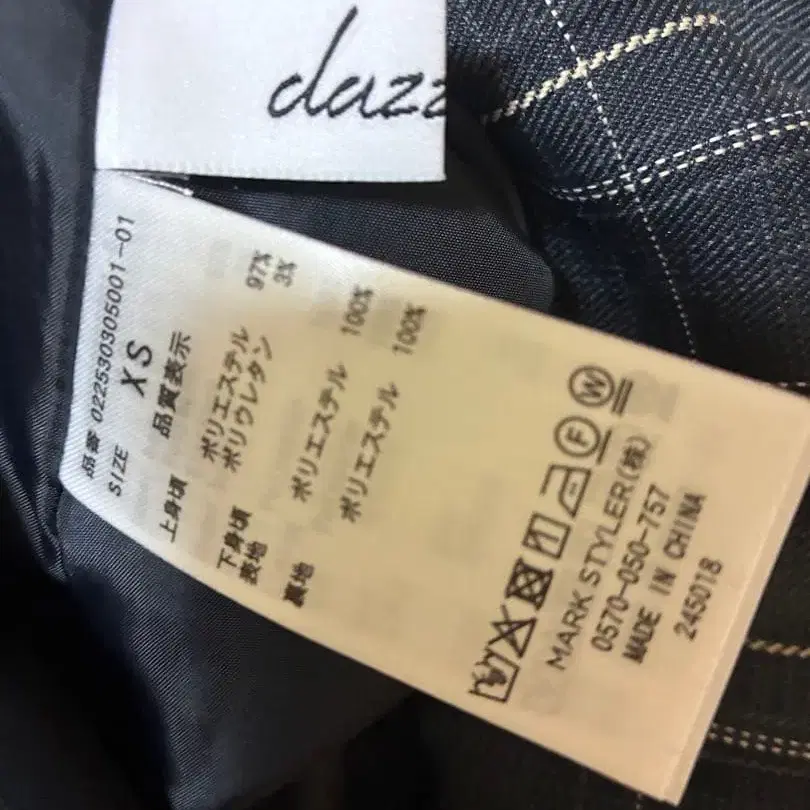 dazz
品番 022530305001-01
SIZE XS
品質表示
上身頃 ポリエステル 97%
ポリウレタン 3%
下身頃
表地 ポリエステル 100%
裏地 ポリエステル 100%
F W
MARK STYLER(株)
0570-050-757
MADE IN CHINA
245018